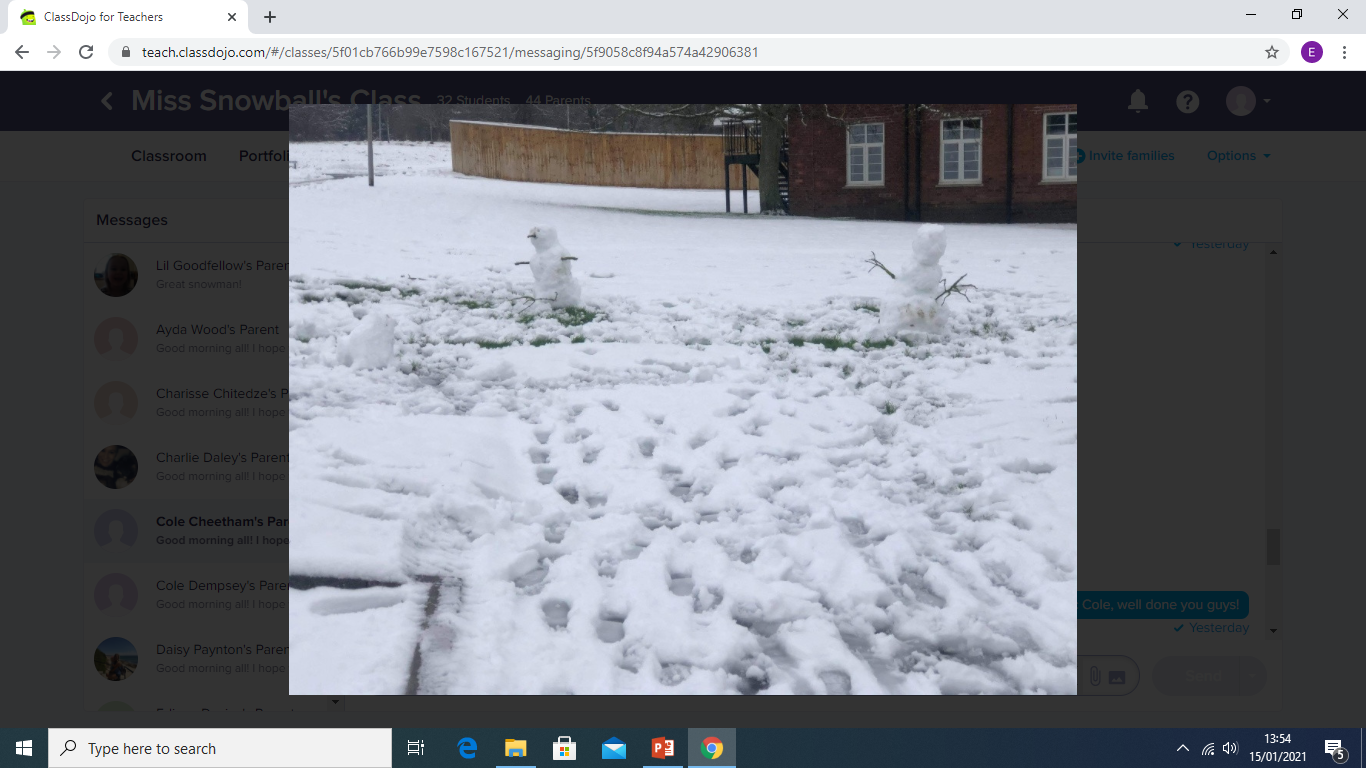 ClassDojo for Teachers
teach.classdojo.com/#/classes/5f01cb766b99e7598c167521/messaging/5f9058c8f94a574a42906381
E
Miss Snowball's Class 32 Students 44 Parents
Classroom Portfoli
Invite families Options
Messages
Yesterday
Lil Goodfellow's Paren
Great snowman!
Ayda Wood's Parent
Good morning all! I hope
Charisse Chitedze's P
Good morning all! I hope
Charlie Daley's Parent
Good morning all! I hope
Cole Cheetham's Par
Good morning all! I hope
Cole Dempsey's Pare
Good morning all! I hope
Cole, well done you guys!
Yesterday
Daisy Paynton's Paren
Good morning all! I hope
Send
Type here to search
13:54
15/01/2021
5